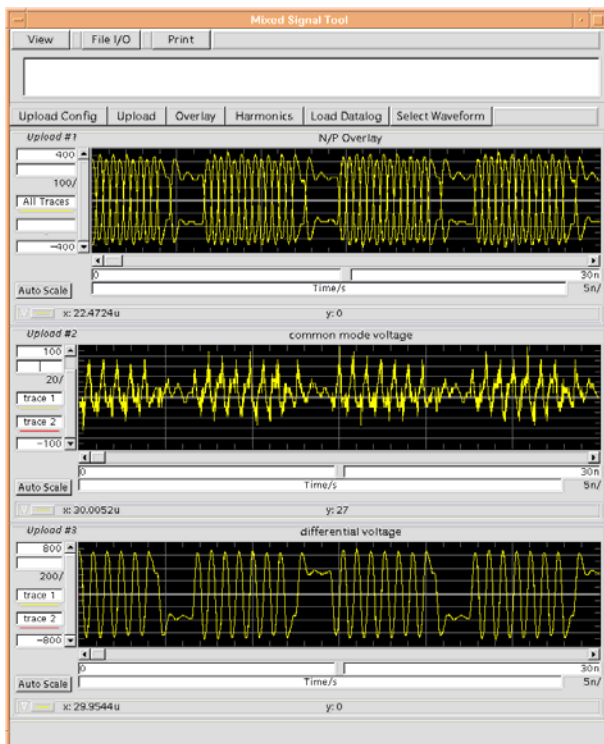 Mixed Signal Tool
View File I/O Print
Upload Config Upload Overlay Harmonics Load Datalog Select Waveform
Upload #1 N/P Overlay
400
100/
All Traces
-400
0 30n
Auto Scale Time/s 5n/
x: 22.4724u y: 0
Upload #2 common mode voltage
100
20/
trace 1
trace 2
-100
0 30n
Auto Scale Time/s 5n/
x: 30.0052u y: 27
Upload #3 differential voltage
800
200/
trace 1
trace 2
-800
0 30n
Auto Scale Time/s 5n/
x: 29.9544u y: 0